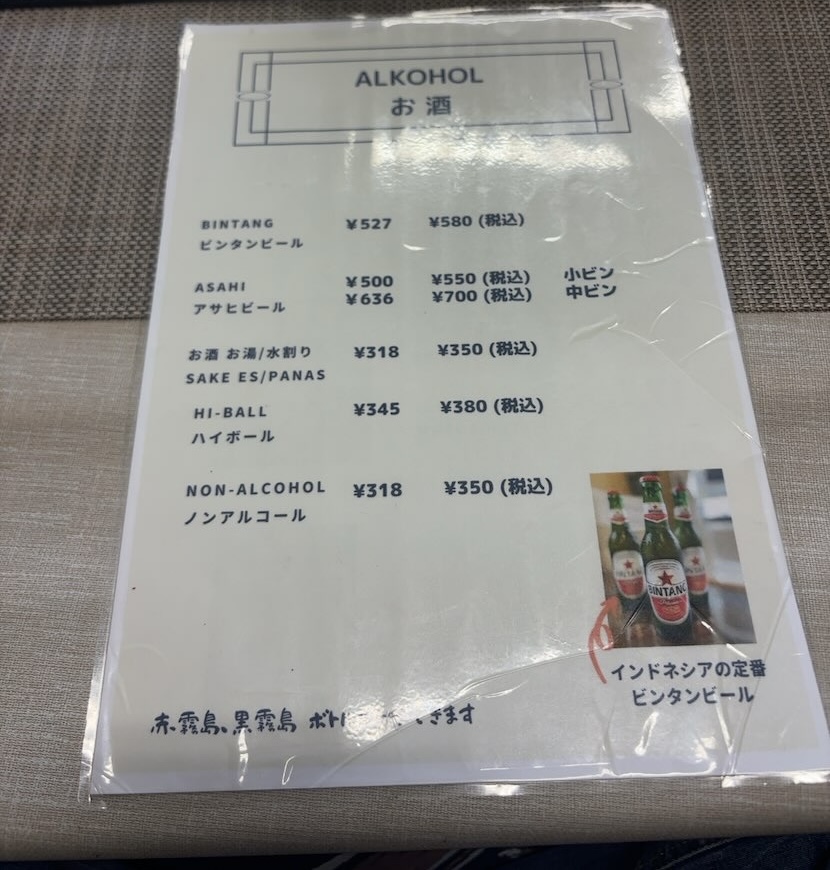 ALKOHOL
お酒
BINTANG ¥527 ¥580 (税込)
ビンタンビール
ASAHI ¥500 ¥550 (税込) 小ビン
アサヒビール ¥636 ¥700 (税込) 中ビン
お酒 お湯/水割り ¥318 ¥350 (税込)
SAKE ES/PANAS
HI-BALL ¥345 ¥380 (税込)
ハイボール
NON-ALCOHOL ¥318 ¥350 (税込)
ノンアルコール
BINTANG
インドネシアの定番
ビンタンビール
赤霧島、黒霧島 ボト きます